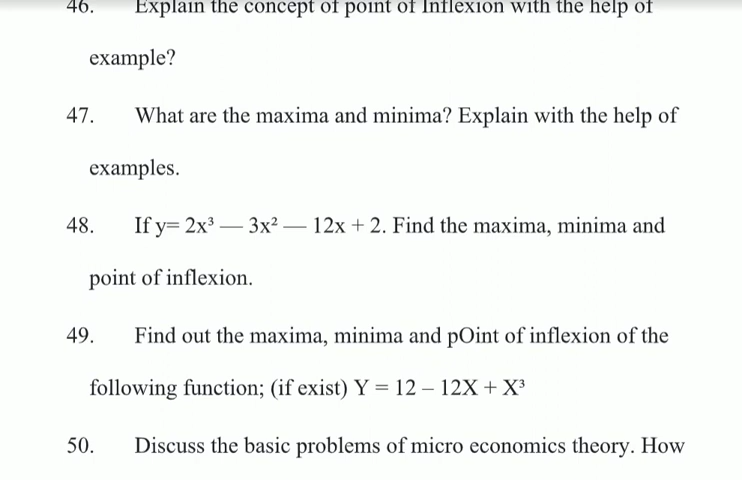 46. Explain the concept of point of Inflexion with the help of
example?
47. What are the maxima and minima? Explain with the help of
examples.
48. If y= 2x³ — 3x² — 12x + 2. Find the maxima, minima and
point of inflexion.
49. Find out the maxima, minima and pOint of inflexion of the
following function; (if exist) Y = 12 – 12X + X³
50. Discuss the basic problems of micro economics theory. How